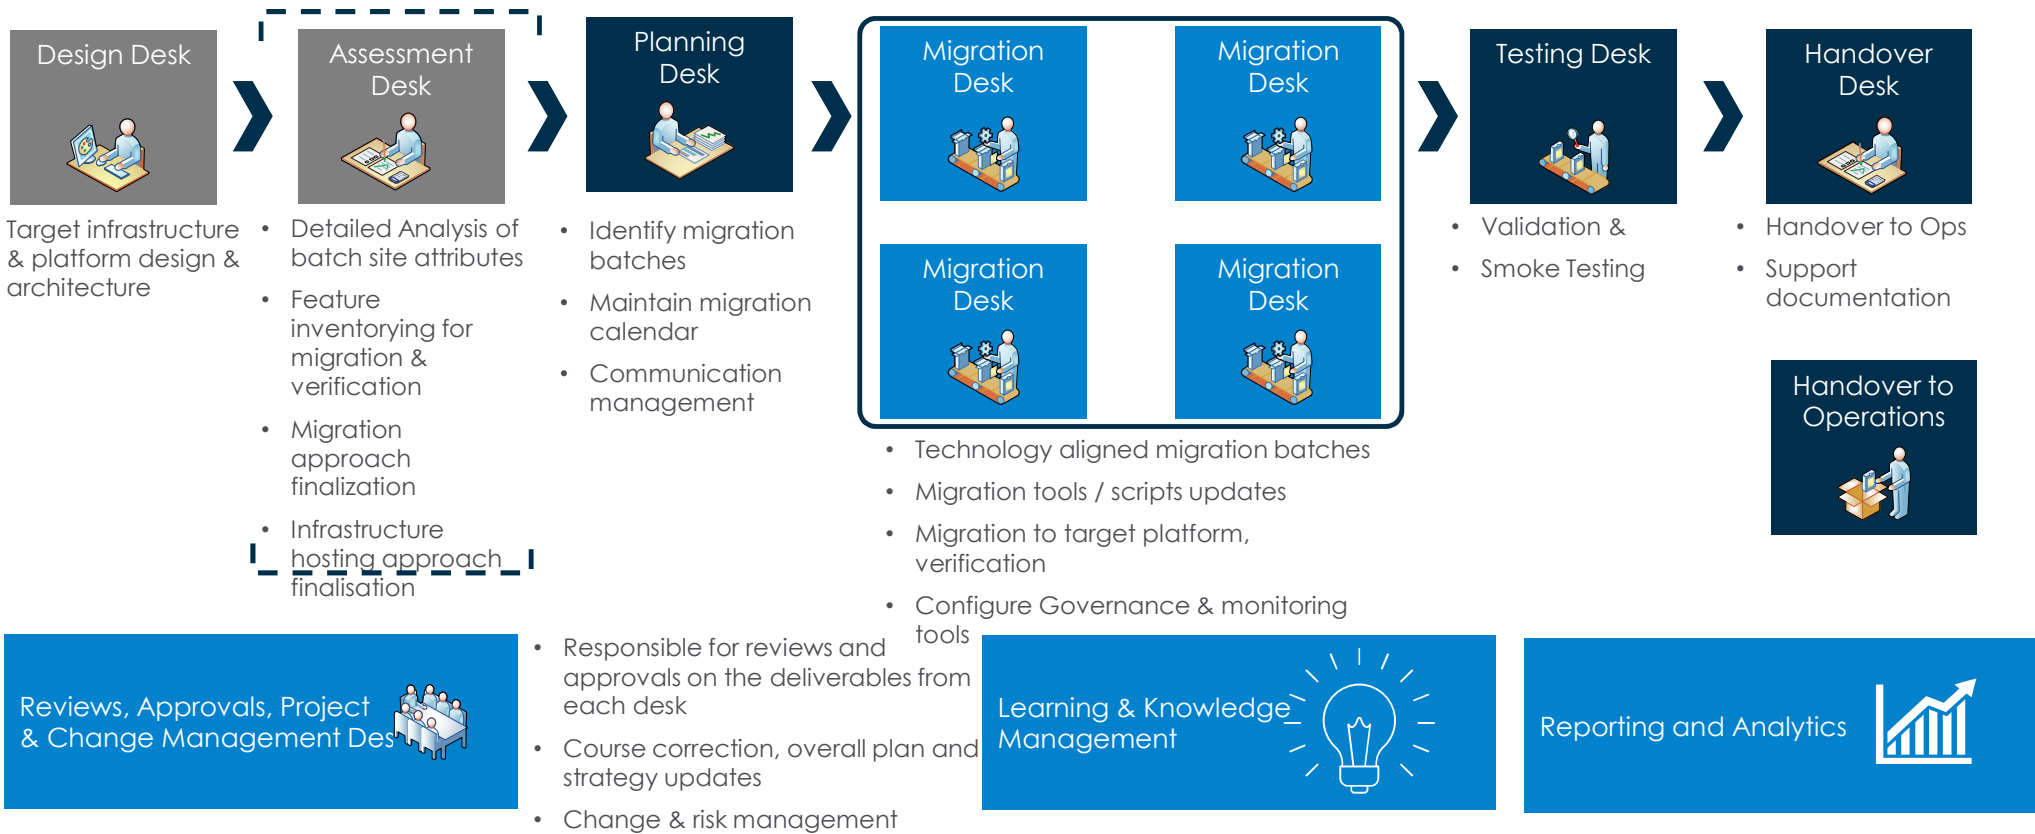 Design Desk
Target infrastructure
& platform design &
architecture
Assessment
Desk
• Detailed Analysis of
batch site attributes
• Feature
inventorying for
migration &
verification
• Migration
approach
finalization
• Infrastructure
hosting approach
finalisation
Planning
Desk
• Identify migration
batches
• Maintain migration
calendar
• Communication
management
Migration
Desk
Migration
Desk
Migration
Desk
Migration
Desk
• Technology aligned migration batches
• Migration tools / scripts updates
• Migration to target platform,
verification
• Configure Governance & monitoring
tools
Testing Desk
• Validation &
• Smoke Testing
Handover
Desk
• Handover to Ops
• Support
documentation
Handover to
Operations
Reviews, Approvals, Project
& Change Management Des
• Responsible for reviews and
approvals on the deliverables from
each desk
• Course correction, overall plan and
strategy updates
• Change & risk management
Learning & Knowledge
Management
Reporting and Analytics